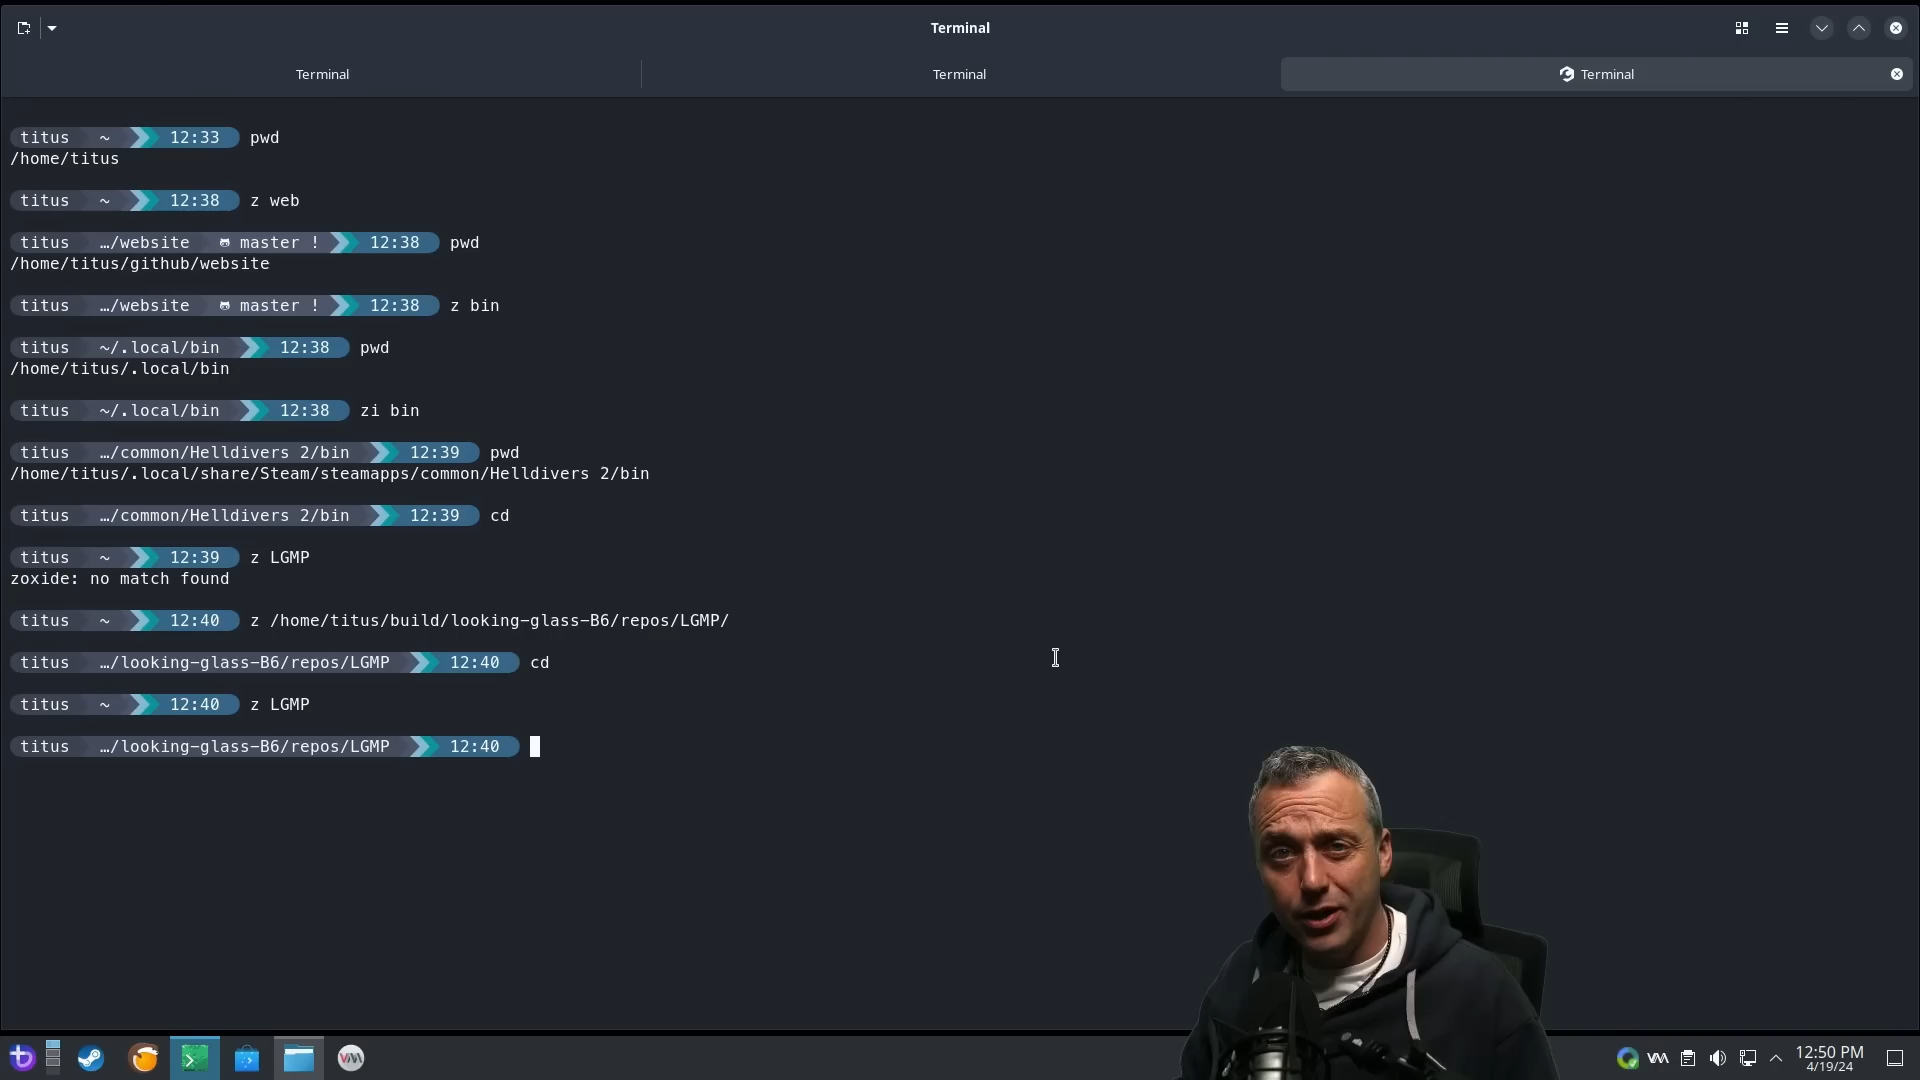 Terminal
Terminal Terminal Terminal
titus ~ 12:33 pwd
/home/titus
titus ~ 12:38 z web
titus …/website master ! 12:38 pwd
/home/titus/github/website
titus …/website master ! 12:38 z bin
titus ~/.local/bin 12:38 pwd
/home/titus/.local/bin
titus ~/.local/bin 12:38 zi bin
titus …/common/Helldivers 2/bin 12:39 pwd
/home/titus/.local/share/Steam/steamapps/common/Helldivers 2/bin
titus …/common/Helldivers 2/bin 12:39 cd
titus ~ 12:39 z LGMP
zoxide: no match found
titus ~ 12:40 z /home/titus/build/looking-glass-B6/repos/LGMP/
titus …/looking-glass-B6/repos/LGMP 12:40 cd
titus ~ 12:40 z LGMP
titus …/looking-glass-B6/repos/LGMP 12:40
12:50 PM
4/19/24